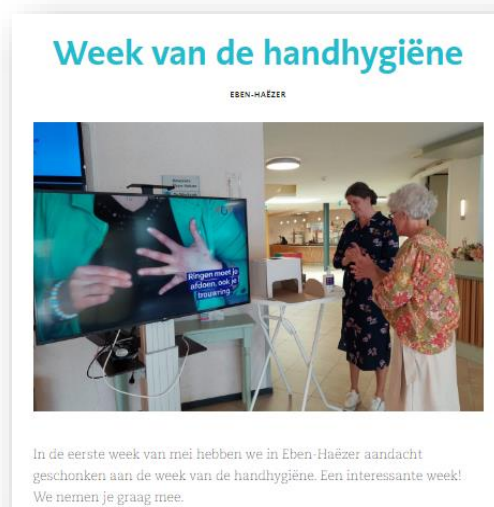 Week van de handhygiëne
EBEN-HAËZER
Ringen moet je
afdoen, ook je
trouwring.
In de eerste week van mei hebben we in Eben-Haëzer aandacht
geschonken aan de week van de handhygiëne. Een interessante week!
We nemen je graag mee.